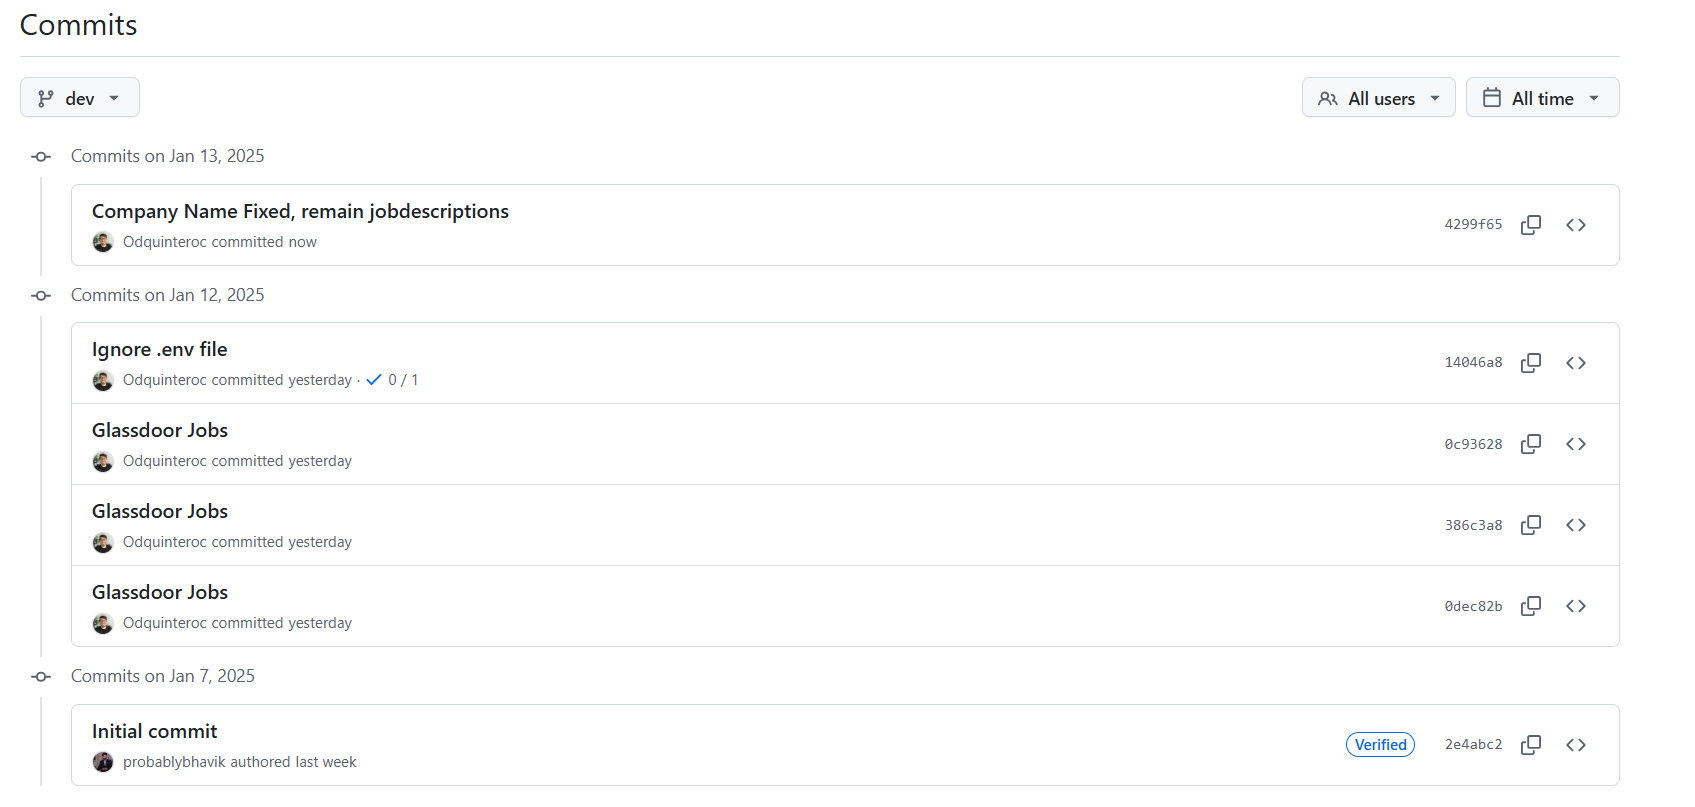 Commits
dev
All users
All time
Commits on Jan 13, 2025
Company Name Fixed, remain jobdescriptions
Odquinteroc committed now
4299f65
Commits on Jan 12, 2025
Ignore .env file
Odquinteroc committed yesterday · 0 / 1
14046a8
Glassdoor Jobs
Odquinteroc committed yesterday
0c93628
Glassdoor Jobs
Odquinteroc committed yesterday
386c3a8
Glassdoor Jobs
Odquinteroc committed yesterday
0dec82b
Commits on Jan 7, 2025
Initial commit
probablybhavik authored last week
Verified
2e4abc2